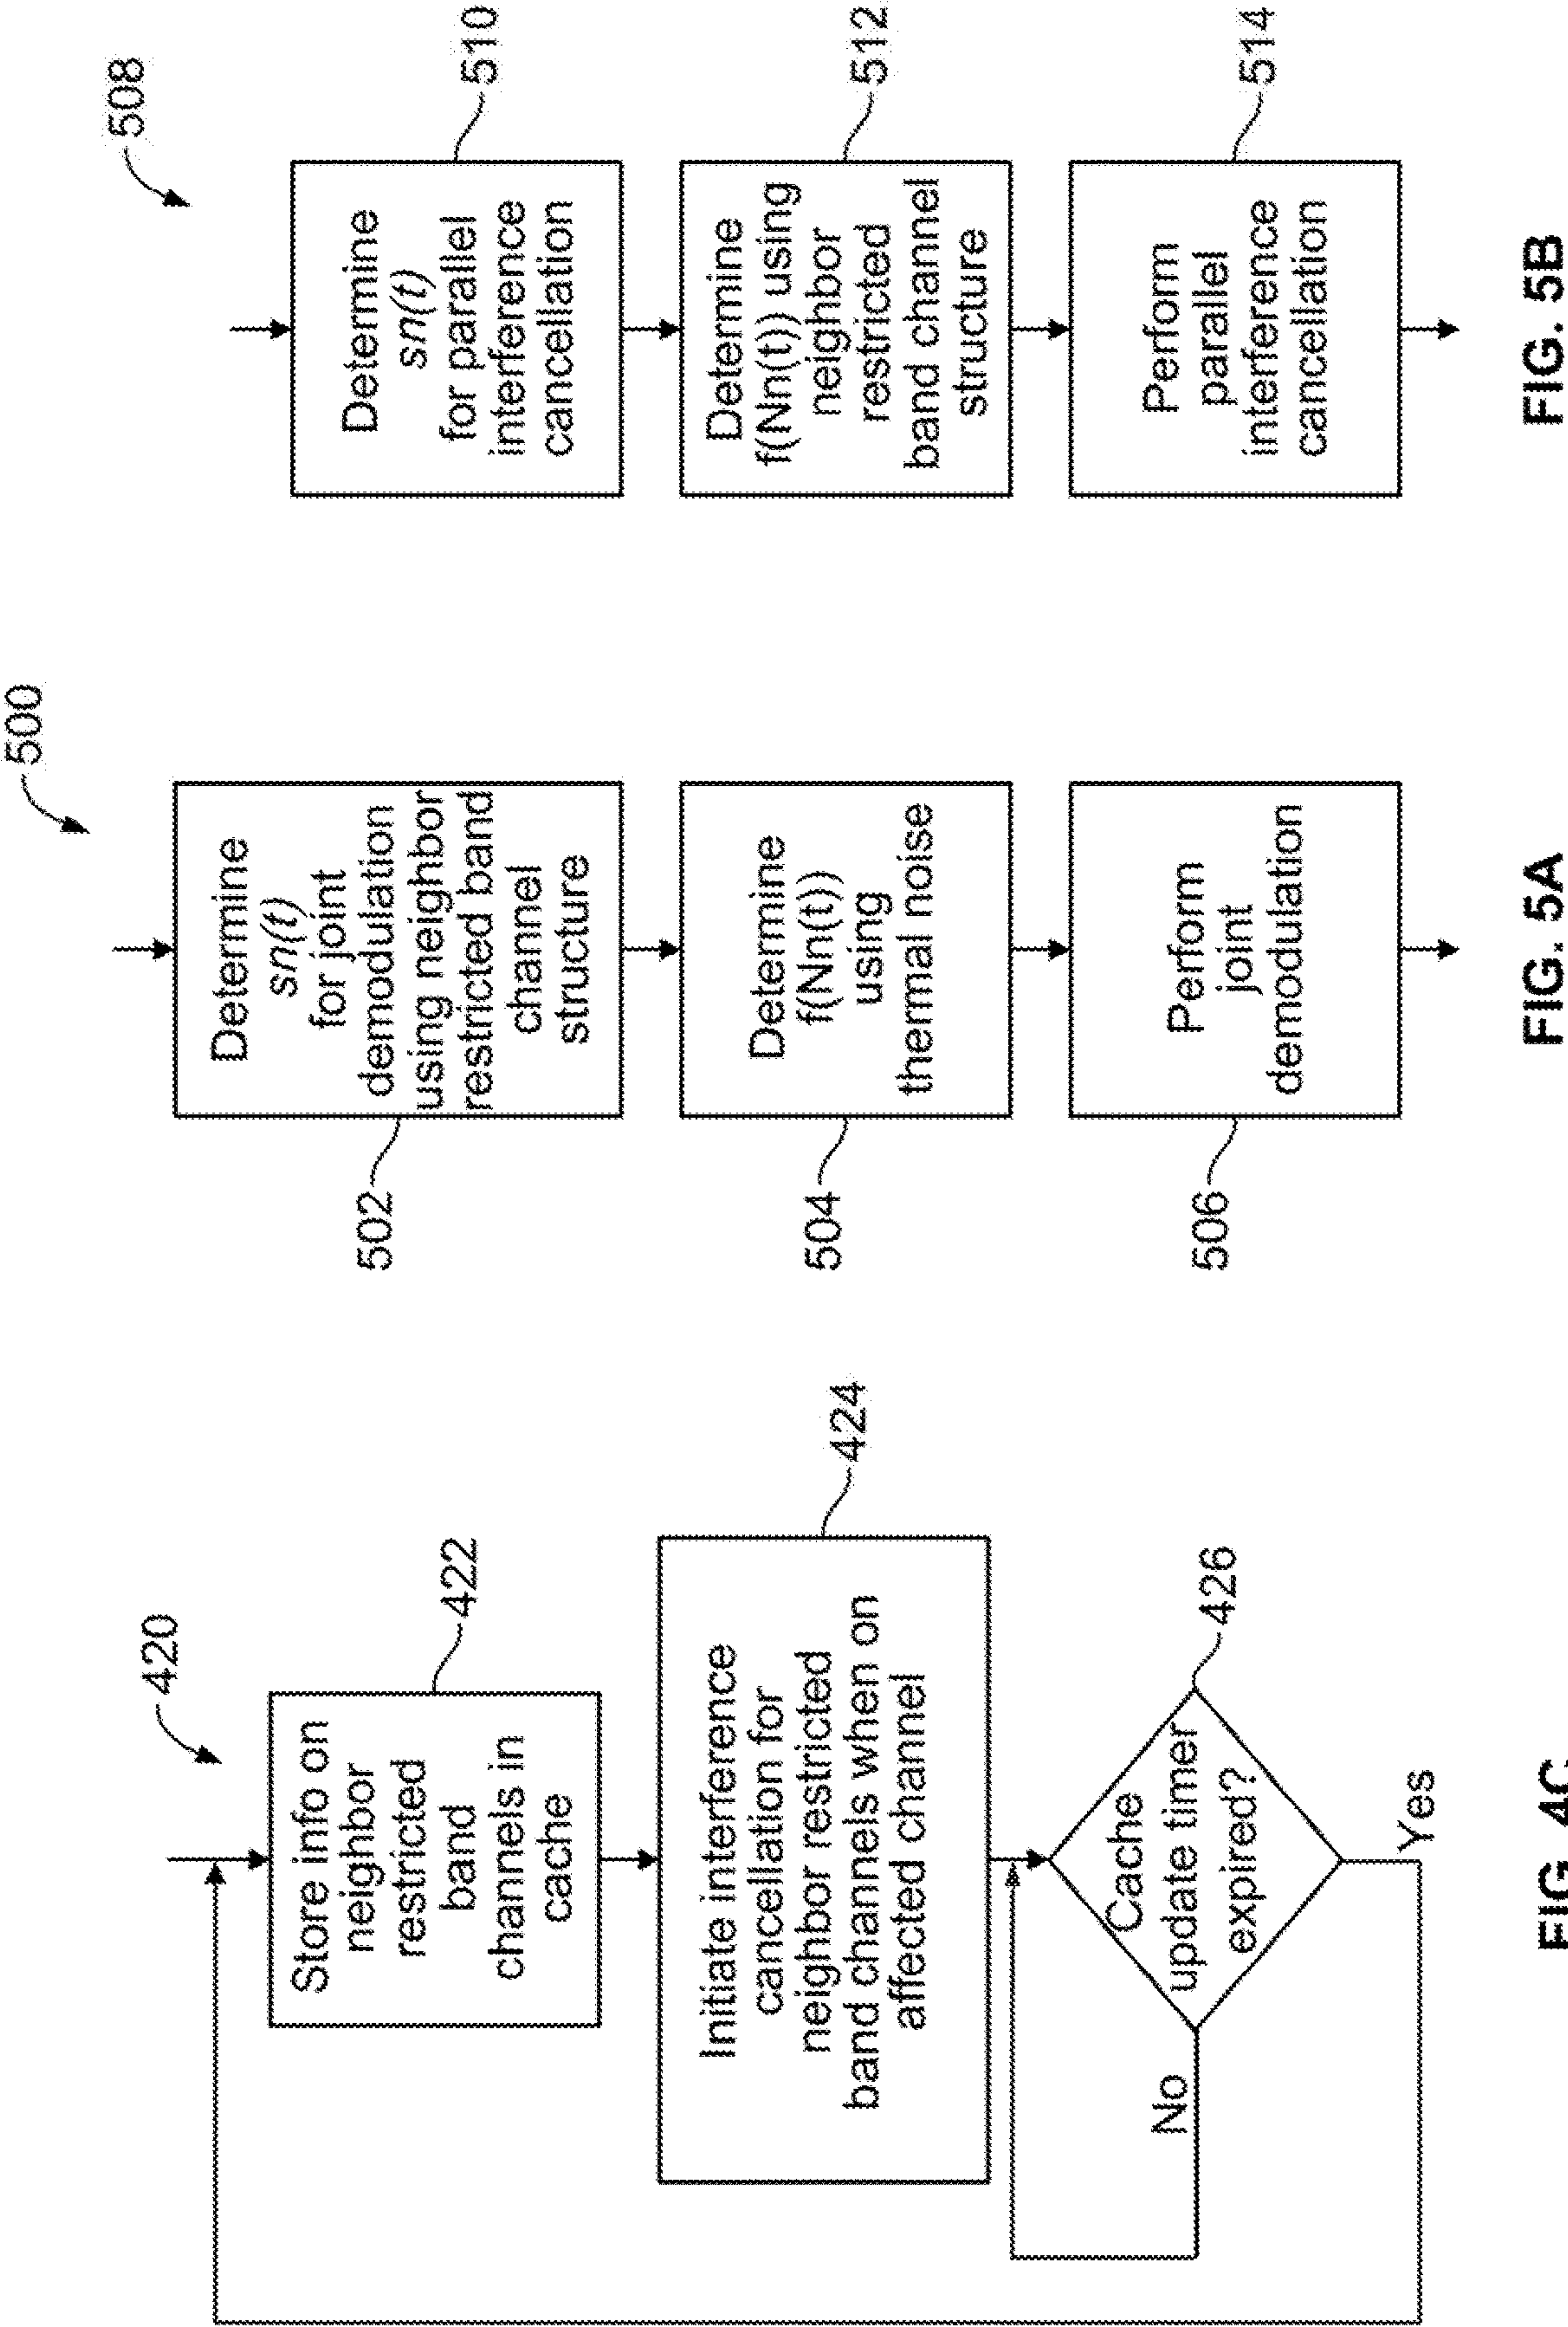 420
Store info on
neighbor
restricted
band
channels in
cache
422
Initiate interference
cancellation for
neighbor restricted
band channels when on
affected channel
424
Cache
update timer
expired?
426
No
Yes
FIG. 4C
500
Determine
sn(t)
for joint
demodulation
using neighbor
restricted band
channel
structure
502
Determine
f(Nn(t))
using
thermal noise
504
Perform
joint
demodulation
506
FIG. 5A
508
Determine
sn(t)
for parallel
interference
cancellation
510
Determine
f(Nn(t)) using
neighbor
restricted
band channel
structure
512
Perform
parallel
interference
cancellation
514
FIG. 5B